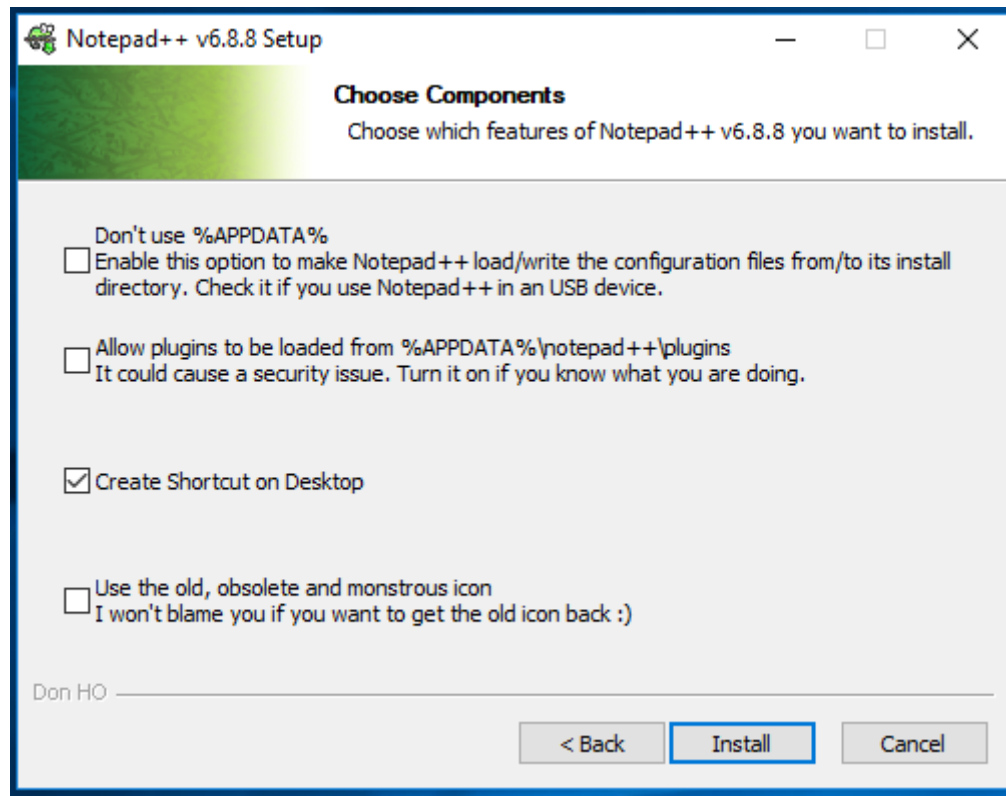 Notepad++ v6.8.8 Setup
Choose Components
Choose which features of Notepad++ v6.8.8 you want to install.
Don't use %APPDATA%
Enable this option to make Notepad++ load/write the configuration files from/to its install
directory. Check it if you use Notepad++ in an USB device.
Allow plugins to be loaded from %APPDATA%\notepad++\plugins
It could cause a security issue. Turn it on if you know what you are doing.
Create Shortcut on Desktop
Use the old, obsolete and monstrous icon
I won't blame you if you want to get the old icon back :)
Don HO
< Back Install Cancel